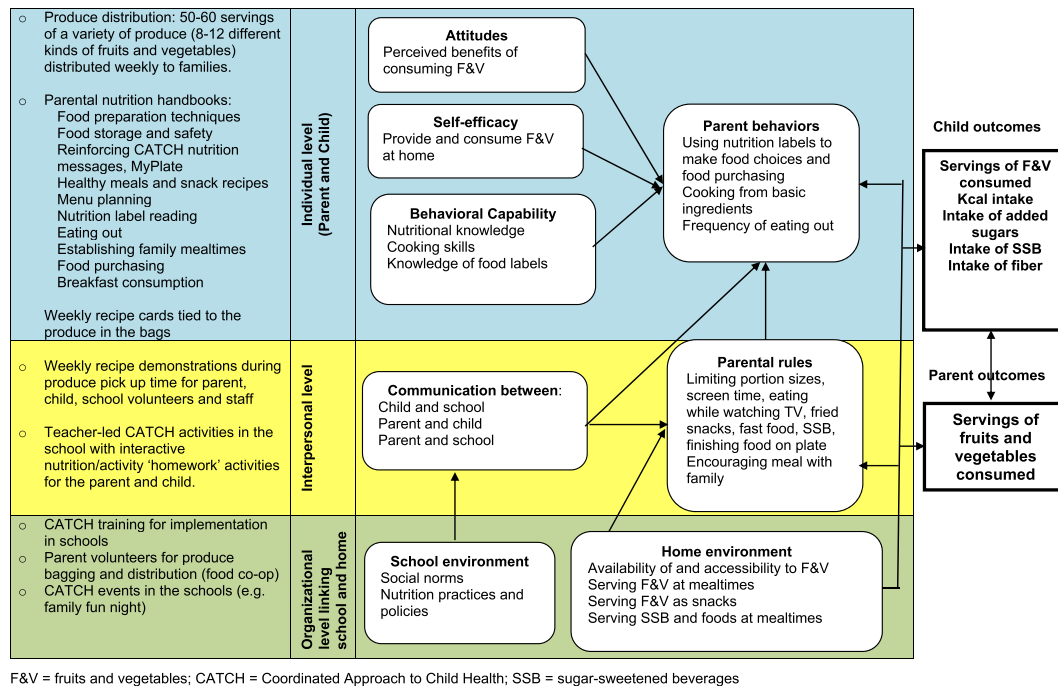 o Produce distribution: 50-60 servings
of a variety of produce (8-12 different
kinds of fruits and vegetables)
distributed weekly to families.
o Parental nutrition handbooks:
Food preparation techniques
Food storage and safety
Reinforcing CATCH nutrition
messages, MyPlate
Healthy meals and snack recipes
Menu planning
Nutrition label reading
Eating out
Establishing family mealtimes
Food purchasing
Breakfast consumption
Weekly recipe cards tied to the
produce in the bags
Individual level
(Parent and Child)
Attitudes
Perceived benefits of
consuming F&V
Self-efficacy
Provide and consume F&V
at home
Behavioral Capability
Nutritional knowledge
Cooking skills
Knowledge of food labels
Parent behaviors
Using nutrition labels to
make food choices and
food purchasing
Cooking from basic
ingredients
Frequency of eating out
o Weekly recipe demonstrations during
produce pick up time for parent,
child, school volunteers and staff
o Teacher-led CATCH activities in the
school with interactive
nutrition/activity ‘homework’ activities
for the parent and child.
Interpersonal level
Communication between:
Child and school
Parent and child
Parent and school
Parental rules
Limiting portion sizes,
screen time, eating
while watching TV, fried
snacks, fast food, SSB,
finishing food on plate
Encouraging meal with
family
o CATCH training for implementation
in schools
o Parent volunteers for produce
bagging and distribution (food co-op)
o CATCH events in the schools (e.g.
family fun night)
Organizational
level linking
school and home
School environment
Social norms
Nutrition practices and
policies
Home environment
Availability of and accessibility to F&V
Serving F&V at mealtimes
Serving F&V as snacks
Serving SSB and foods at mealtimes
Child outcomes
Servings of F&V
consumed
Kcal intake
Intake of added
sugars
Intake of SSB
Intake of fiber
Parent outcomes
Servings of
fruits and
vegetables
consumed
F&V = fruits and vegetables; CATCH = Coordinated Approach to Child Health; SSB = sugar-sweetened beverages